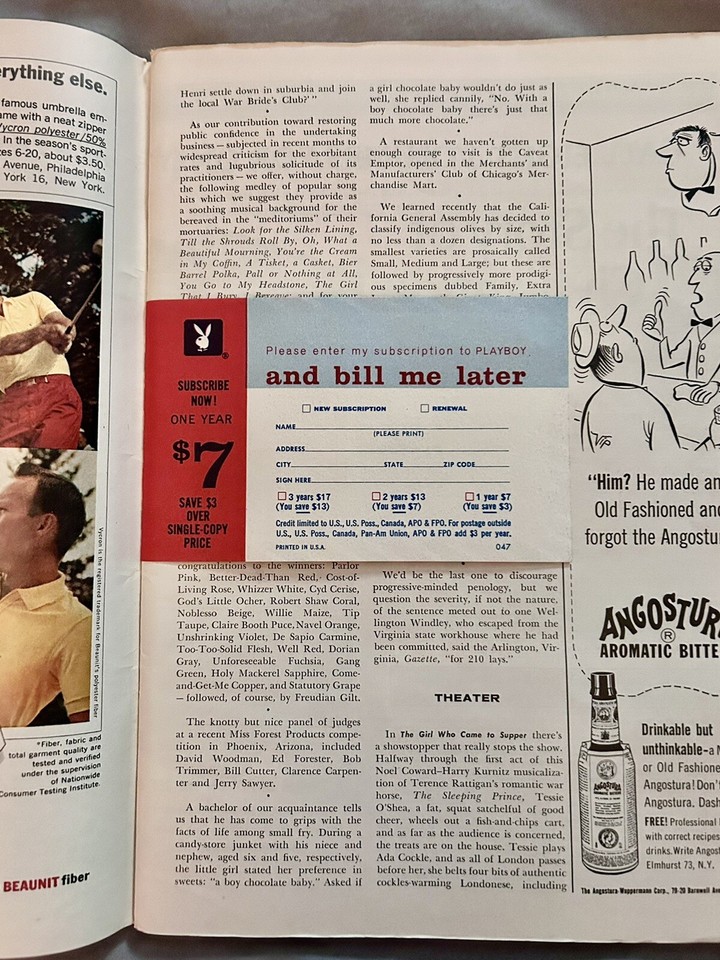 erything else.
famous umbrella em-
ame with a neat zipper
Vycron polyester/50%
In the season's sport-
zes 6-20, about $3.50,
Avenue, Philadelphia
York 16, New York.
Vycron is the registered trademark for Beaunit's polyester fiber
*Fiber, fabric and
total garment quality are
tested and verified
under the supervision
of Nationwide
Consumer Testing Institute.
BEAUNIT fiber
Henri settle down in suburbia and join
the local War Bride's Club?' "
•
As our contribution toward restoring
public confidence in the undertaking
business — subjected in recent months to
widespread criticism for the exorbitant
rates and lugubrious solicitude of its
practitioners — we offer, without charge,
the following medley of popular song
hits which we suggest they provide as
a soothing musical background for the
bereaved in the "meditoriums" of their
mortuaries: Look for the Silken Lining,
Till the Shrouds Roll By, Oh, What a
Beautiful Mourning, You're the Cream
in My Coffin, A Tisket, a Casket, Bier
Barrel Polka, Pall or Nothing at All,
You Go to My Headstone, The Girl
That I Bury, I Bereave; and for your
congratulations to the winners: Parlor
Pink, Better-Dead-Than Red, Cost-of-
Living Rose, Whizzer White, Cyd Cerise,
God's Little Ocher, Robert Shaw Coral,
Noblesso Beige, Willie Maize, Tip
Taupe, Claire Booth Puce, Navel Orange,
Unshrinking Violet, De Sapio Carmine,
Too-Too-Solid Flesh, Well Red, Dorian
Gray, Unforeseeable Fuchsia, Gang
Green, Holy Mackerel Sapphire, Come-
and-Get-Me Copper, and Statutory Grape
— followed, of course, by Freudian Gilt.
•
The knotty but nice panel of judges
at a recent Miss Forest Products compe-
tition in Phoenix, Arizona, included
David Woodman, Ed Forester, Bob
Trimmer, Bill Cutter, Clarence Carpen-
ter and Jerry Sawyer.
•
A bachelor of our acquaintance tells
us that he has come to grips with the
facts of life among small fry. During a
candy-store junket with his niece and
nephew, aged six and five, respectively,
the little girl stated her preference in
sweets: "a boy chocolate baby." Asked if
a girl chocolate baby wouldn't do just as
well, she replied cannily, "No. With a
boy chocolate baby there's just that
much more chocolate."
•
A restaurant we haven't gotten up
enough courage to visit is the Caveat
Emptor, opened in the Merchants' and
Manufacturers' Club of Chicago's Mer-
chandise Mart.
•
We learned recently that the Cali-
fornia General Assembly has decided to
classify indigenous olives by size, with
no less than a dozen designations. The
smallest varieties are prosaically called
Small, Medium and Large; but these are
followed by progressively more prodigi-
ous specimens dubbed Family, Extra
We'd be the last one to discourage
progressive-minded penology, but we
question the severity, if not the nature,
of the sentence meted out to one Wel-
lington Windley, who escaped from the
Virginia state workhouse where he had
been committed, said the Arlington, Vir-
ginia, Gazette, "for 210 lays."
THEATER
In The Girl Who Came to Supper there's
a showstopper that really stops the show.
Halfway through the first act of this
Noel Coward–Harry Kurnitz musicaliza-
tion of Terence Rattigan's romantic war
horse, The Sleeping Prince, Tessie
O'Shea, a fat, squat satchelful of good
cheer, wheels out a fish-and-chips cart,
and as far as the audience is concerned,
the treats are on the house. Tessie plays
Ada Cockle, and as all of London passes
before her, she belts four bits of authentic
cockles-warming Londonese, including
®
SUBSCRIBE
NOW!
ONE YEAR
$7
SAVE $3
OVER
SINGLE-COPY
PRICE
Please enter my subscription to PLAYBOY
and bill me later
NEW SUBSCRIPTION RENEWAL
NAME
(PLEASE PRINT)
ADDRESS
CITY STATE ZIP CODE
SIGN HERE
3 years $17 2 years $13 1 year $7
(You save $13) (You save $7) (You save $3)
Credit limited to U.S., U.S. Poss., Canada, APO & FPO. For postage outside
U.S., U.S. Poss., Canada, Pan-Am Union, APO & FPO add $3 per year.
PRINTED IN U.S.A. 047
"Him? He made an
Old Fashioned and
forgot the Angostu
ANGOSTUR
®
AROMATIC BITTE
ANGOSTURA
Drinkable but
unthinkable–a M
or Old Fashione
Angostura! Don't
Angostura. Dash
FREE! Professional
with correct recipes
drinks. Write Angost
Elmhurst 73, N.Y.
The Angostura-Wuppermann Corp., 79-20 Barnwell Ave